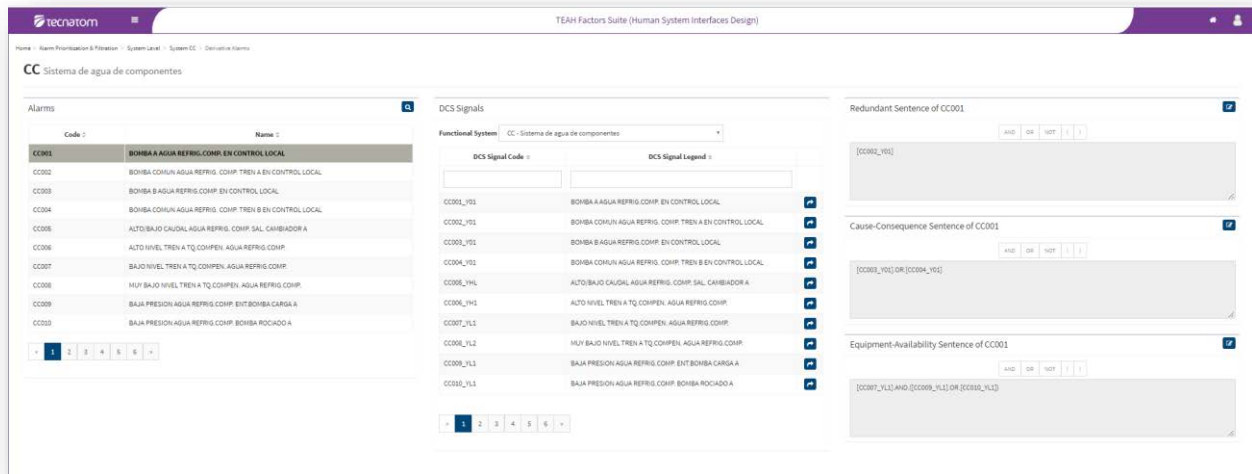 tecnatom
TEAH Factors Suite (Human System Interfaces Design)
Home > Alarm Prioritization & Filtration > System Level > System CC > Derivative Alarms
CC Sistema de agua de componentes
Alarms
Code Name
CC001 BOMBA A AGUA REFRIG.COMP. EN CONTROL LOCAL
CC002 BOMBA COMUN AGUA REFRIG. COMP. TREN A EN CONTROL LOCAL
CC003 BOMBA B AGUA REFRIG.COMP. EN CONTROL LOCAL
CC004 BOMBA COMUN AGUA REFRIG. COMP. TREN B EN CONTROL LOCAL
CC005 ALTO/BAJO CAUDAL AGUA REFRIG. COMP. SAL. CAMBIADOR A
CC006 ALTO NIVEL TREN A TQ.COMPEN. AGUA REFRIG.COMP.
CC007 BAJO NIVEL TREN A TQ.COMPEN. AGUA REFRIG.COMP.
CC008 MUY BAJO NIVEL TREN A TQ.COMPEN. AGUA REFRIG.COMP.
CC009 BAJA PRESION AGUA REFRIG.COMP. ENT.BOMBA CARGA A
CC010 BAJA PRESION AGUA REFRIG.COMP. BOMBA ROCIADO A
« 1 2 3 4 5 6 »
DCS Signals
Functional System CC - Sistema de agua de componentes
DCS Signal Code DCS Signal Legend
CC001_Y01 BOMBA A AGUA REFRIG.COMP. EN CONTROL LOCAL
CC002_Y01 BOMBA COMUN AGUA REFRIG. COMP. TREN A EN CONTROL LOCAL
CC003_Y01 BOMBA B AGUA REFRIG.COMP. EN CONTROL LOCAL
CC004_Y01 BOMBA COMUN AGUA REFRIG. COMP. TREN B EN CONTROL LOCAL
CC005_YHL ALTO/BAJO CAUDAL AGUA REFRIG. COMP. SAL. CAMBIADOR A
CC006_YH1 ALTO NIVEL TREN A TQ.COMPEN. AGUA REFRIG.COMP.
CC007_YL1 BAJO NIVEL TREN A TQ.COMPEN. AGUA REFRIG.COMP.
CC008_YL2 MUY BAJO NIVEL TREN A TQ.COMPEN. AGUA REFRIG.COMP.
CC009_YL1 BAJA PRESION AGUA REFRIG.COMP. ENT.BOMBA CARGA A
CC010_YL1 BAJA PRESION AGUA REFRIG.COMP. BOMBA ROCIADO A
« 1 2 3 4 5 6 »
Redundant Sentence of CC001
AND OR NOT ( )
[CC002_Y01]
Cause-Consequence Sentence of CC001
AND OR NOT ( )
[CC003_Y01].OR.[CC004_Y01]
Equipment-Availability Sentence of CC001
AND OR NOT ( )
[CC007_YL1].AND.([CC009_YL1].OR.[CC010_YL1])